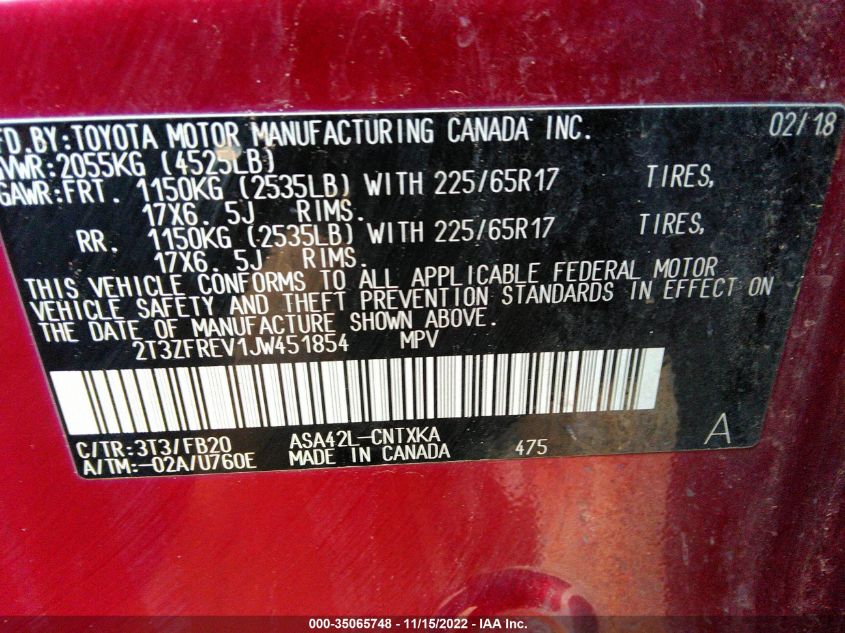 MFD.BY:TOYOTA MOTOR MANUFACTURING CANADA INC. 02/18
GVWR:2055KG (4525LB)
GAWR:FRT. 1150KG (2535LB) WITH 225/65R17 TIRES,
17X6. 5J RIMS.
RR. 1150KG (2535LB) WITH 225/65R17 TIRES,
17X6. 5J RIMS.
THIS VEHICLE CONFORMS TO ALL APPLICABLE FEDERAL MOTOR
VEHICLE SAFETY AND THEFT PREVENTION STANDARDS IN EFFECT ON
THE DATE OF MANUFACTURE SHOWN ABOVE.
2T3ZFREV1JW451854 MPV
C/TR:3T3/FB20 ASA42L-CNTXKA A
A/TM:-02A/U760E MADE IN CANADA 475
000-35065748 - 11/15/2022 - IAA Inc.